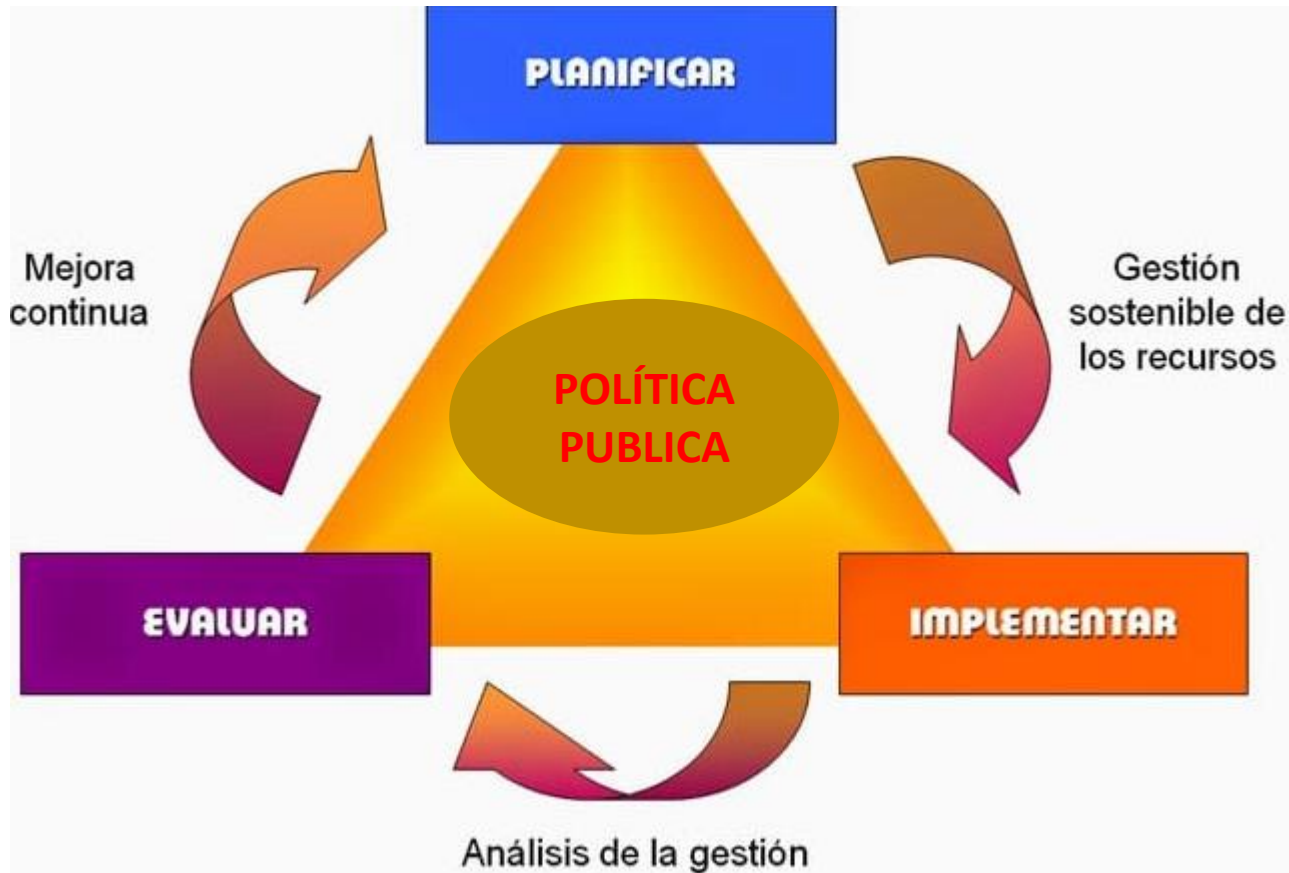 PLANIFICAR
Mejora
continua
Gestión
sostenible de
los recursos
POLÍTICA
PUBLICA
EVALUAR
IMPLEMENTAR
Análisis de la gestión